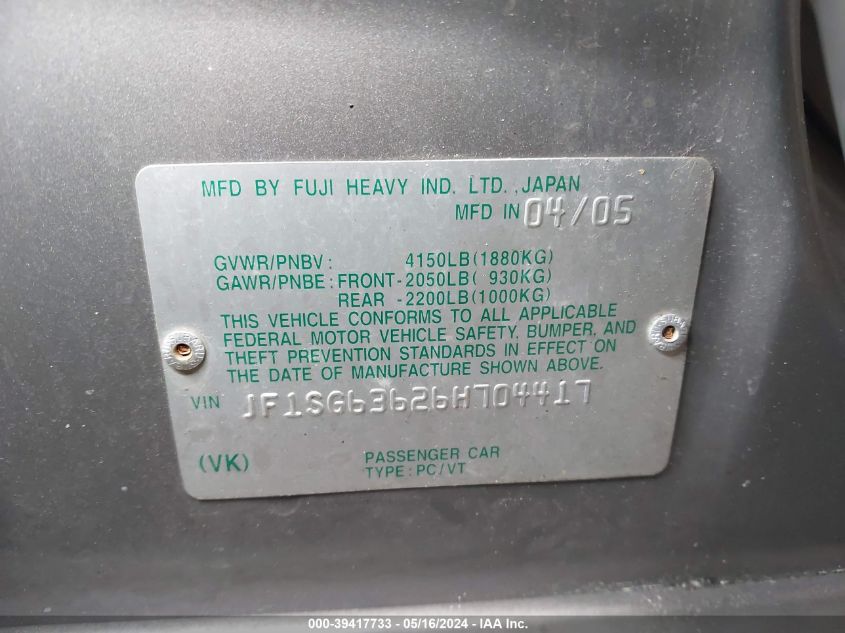 MFD BY FUJI HEAVY IND. LTD., JAPAN
MFD IN 04/05
GVWR/PNBV: 4150LB(1880KG)
GAWR/PNBE: FRONT-2050LB( 930KG)
REAR -2200LB(1000KG)
THIS VEHICLE CONFORMS TO ALL APPLICABLE
FEDERAL MOTOR VEHICLE SAFETY, BUMPER, AND
THEFT PREVENTION STANDARDS IN EFFECT ON
THE DATE OF MANUFACTURE SHOWN ABOVE.
VIN JF1SG63626H704417
(VK)
PASSENGER CAR
TYPE: PC/VT
000-39417733 - 05/16/2024 - IAA Inc.